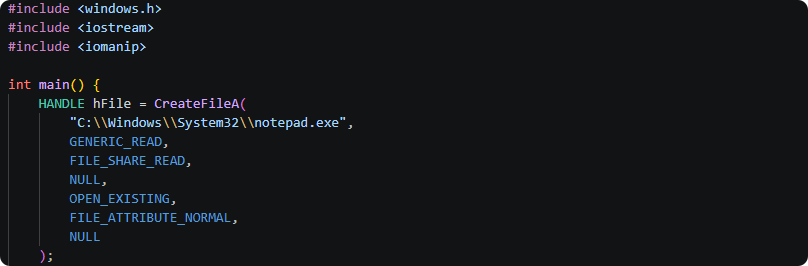 #include <windows.h>
#include <iostream>
#include <iomanip>
int main() {
HANDLE hFile = CreateFileA(
"C:\\Windows\\System32\\notepad.exe",
GENERIC_READ,
FILE_SHARE_READ,
NULL,
OPEN_EXISTING,
FILE_ATTRIBUTE_NORMAL,
NULL
);